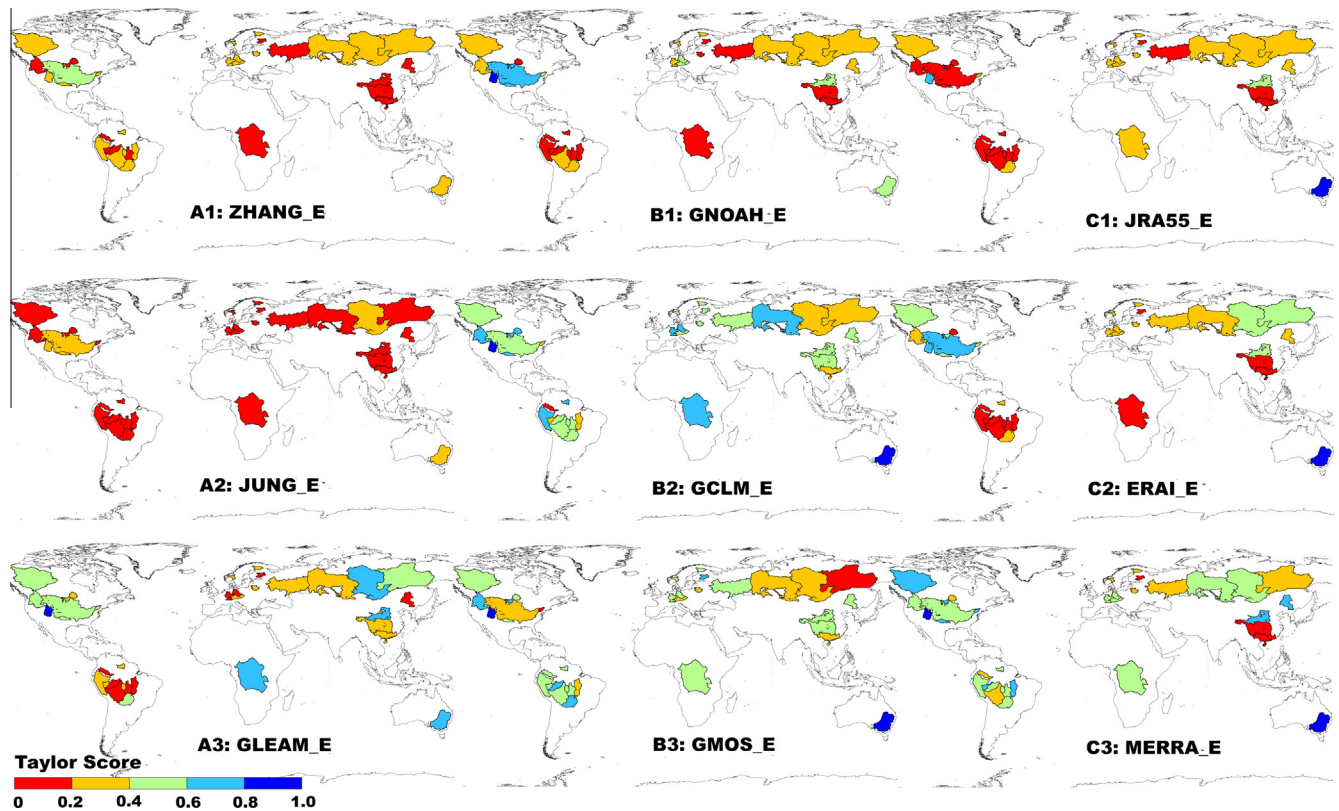 A1: ZHANG_E
B1: GNOAH_E
C1: JRA55_E
A2: JUNG_E
B2: GCLM_E
C2: ERAI_E
A3: GLEAM_E
B3: GMOS_E
C3: MERRA_E
Taylor Score
0 0.2 0.4 0.6 0.8 1.0